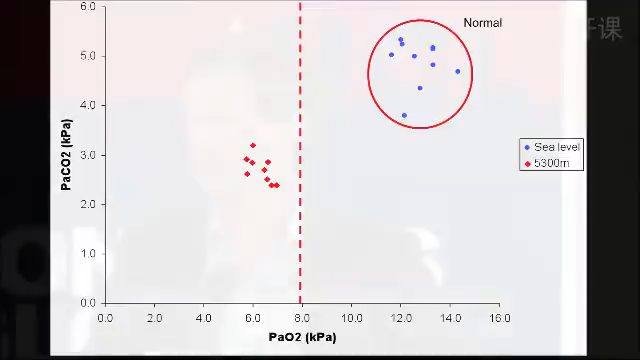 6.0
Normal
开课
5.0
4.0
PaCO2 (kPa)
Sea level
5300m
3.0
2.0
1.0
0.0
0.0 2.0 4.0 6.0 8.0 10.0 12.0 14.0 16.0
PaO2 (kPa)